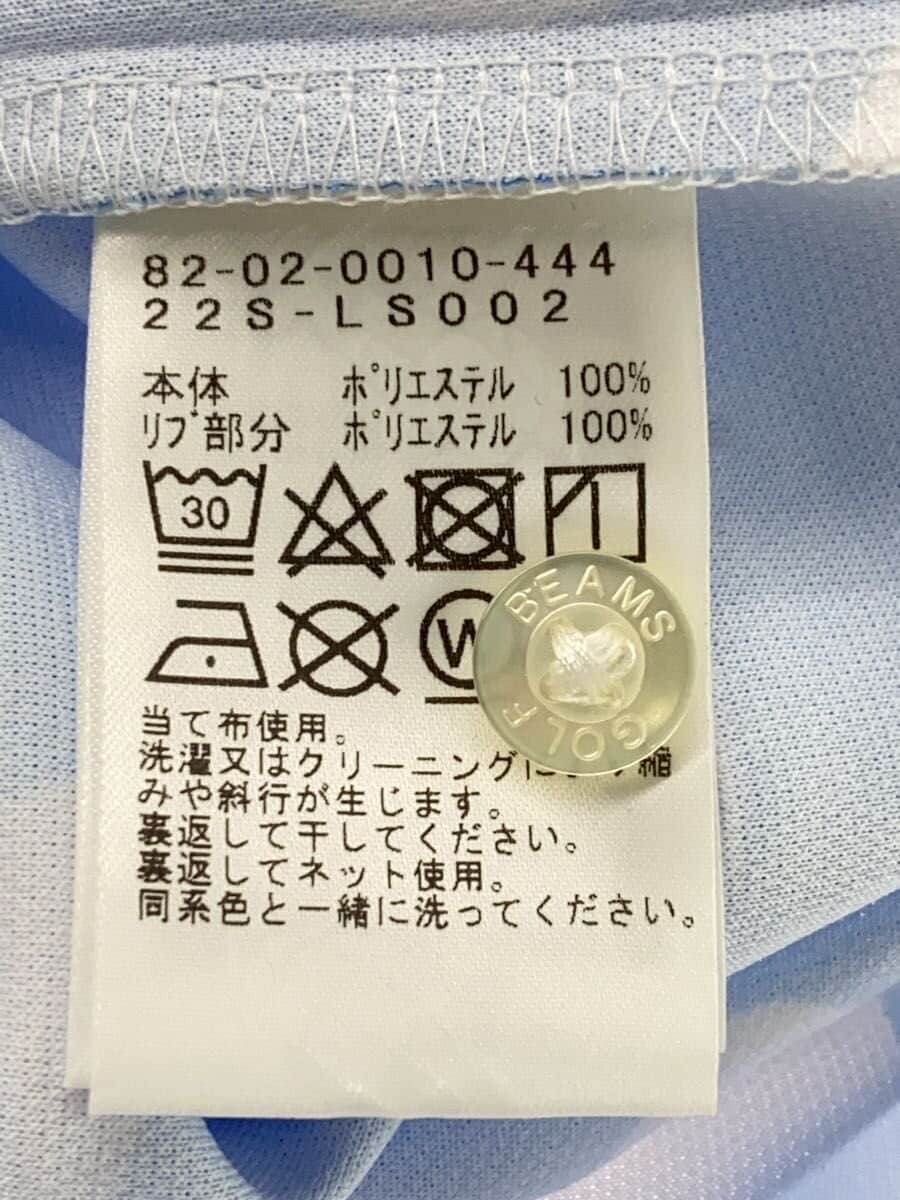 82-02-0010-444
22S-LS002
本体 ポリエステル 100%
リブ部分 ポリエステル 100%
30
W
BEAMS
GOLF
当て布使用。
洗濯又はクリーニングに
みや斜行が生じます。
裏返して干してください。
裏返してネット使用。
同系色と一緒に洗ってください。